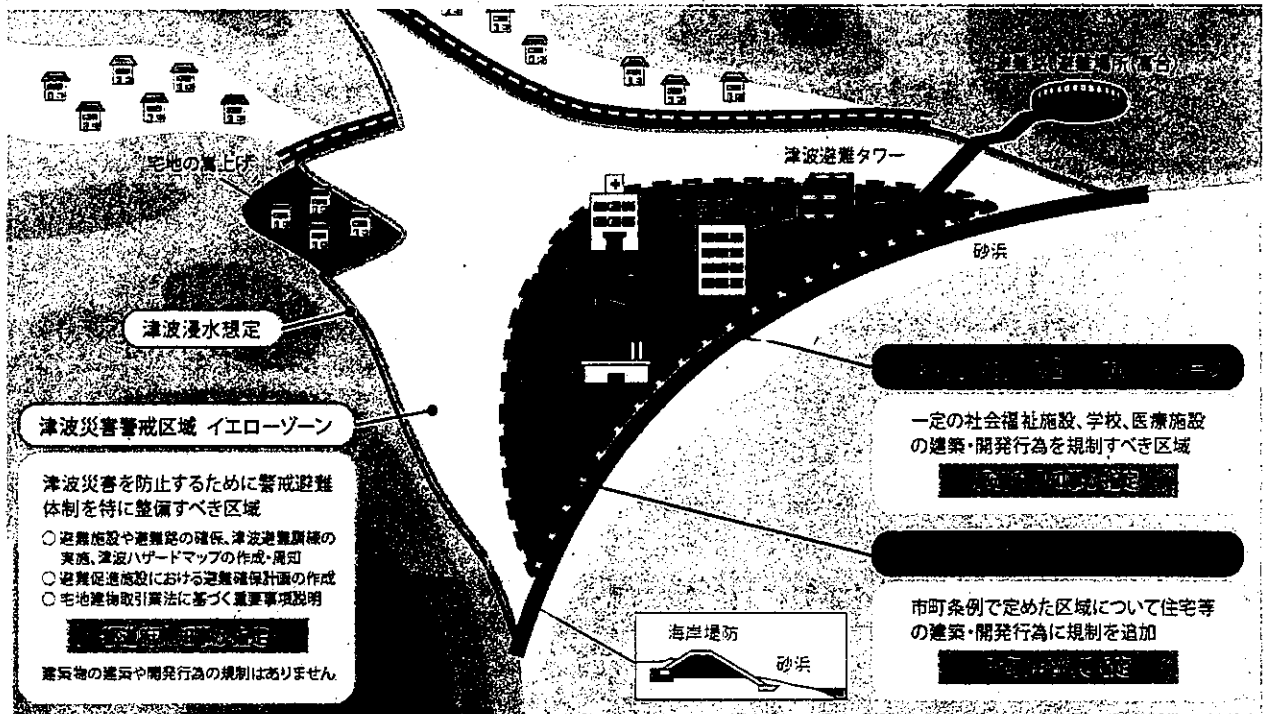 避難路・避難場所(高台)
津波避難タワー
宅地の嵩上げ
砂浜
津波浸水想定
津波災害警戒区域 イエローゾーン
津波災害を防止するために警戒避難
体制を特に整備すべき区域
○ 避難施設や避難路の確保、津波避難訓練の
実施、津波ハザードマップの作成・周知
○ 避難促進施設における避難確保計画の作成
○ 宅地建物取引業法に基づく重要事項説明
建築物の建築や開発行為の規制はありません
一定の社会福祉施設、学校、医療施設
の建築・開発行為を規制すべき区域
市町条例で定めた区域について住宅等
の建築・開発行為に規制を追加
海岸堤防
砂浜